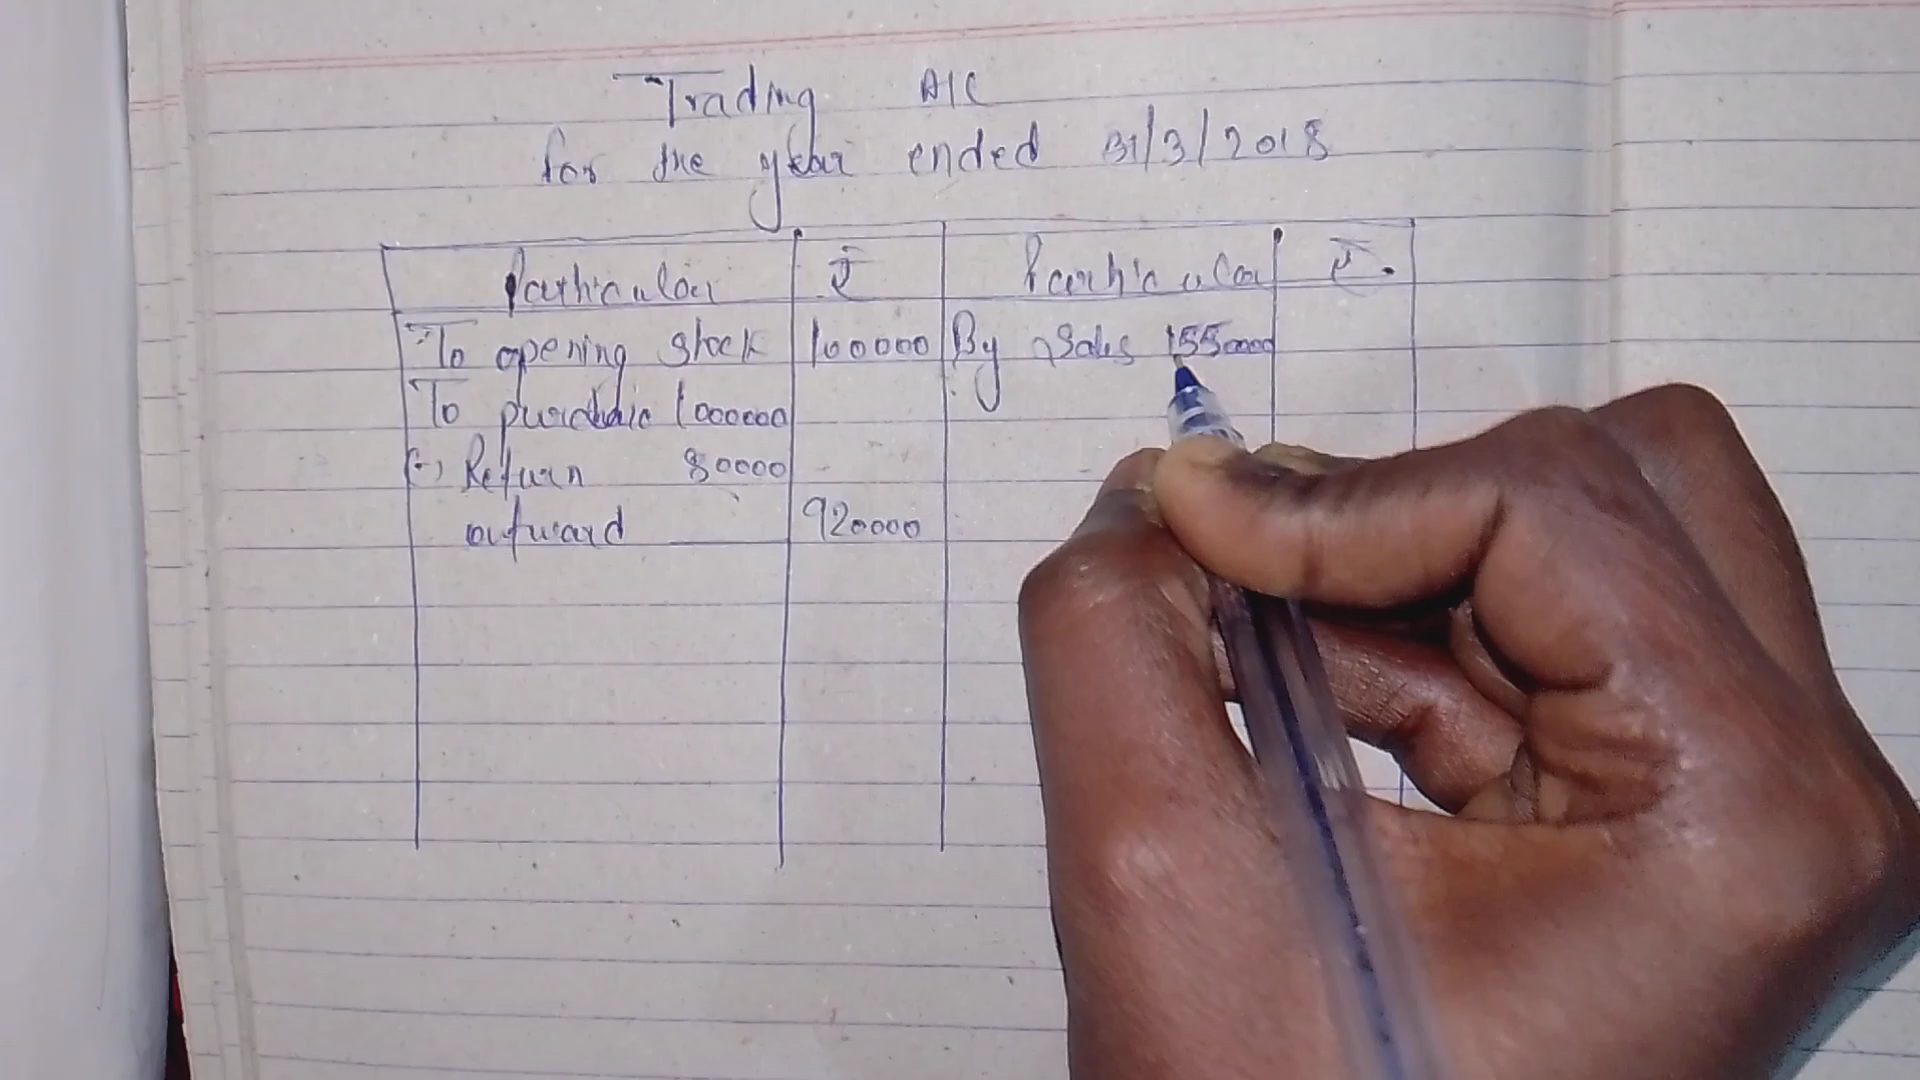 Trading A/C
for the year ended 31/3/2018
Particular ₹ Particular ₹.
To opening stock 100000 By Sales 1550000
To purchase 1000000
(-) Return 80000
outward 920000